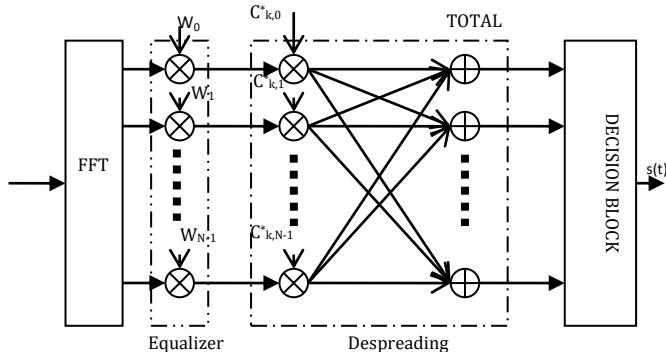 W0
C*k,0
TOTAL
W1
C*k,1
FFT
DECISION BLOCK
s(t)
WN-1
C*k,N-1
Equalizer
Despreading